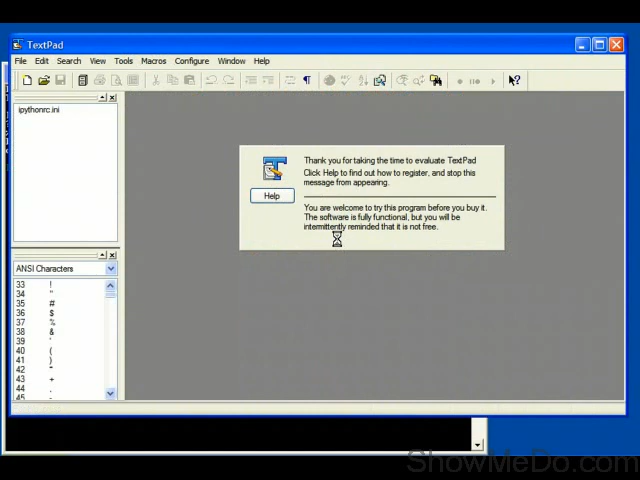 TextPad
File Edit Search View Tools Macros Configure Window Help
ipythonrc.ini
Thank you for taking the time to evaluate TextPad
Click Help to find out how to register, and stop this
message from appearing.
Help
You are welcome to try this program before you buy it.
The software is fully functional, but you will be
intermittently reminded that it is not free.
ANSI Characters
33 !
34 "
35 #
36 $
37 %
38 &
39 '
40 (
41 )
42 *
43 +
44 ,
45 -
ShowMeDo.com